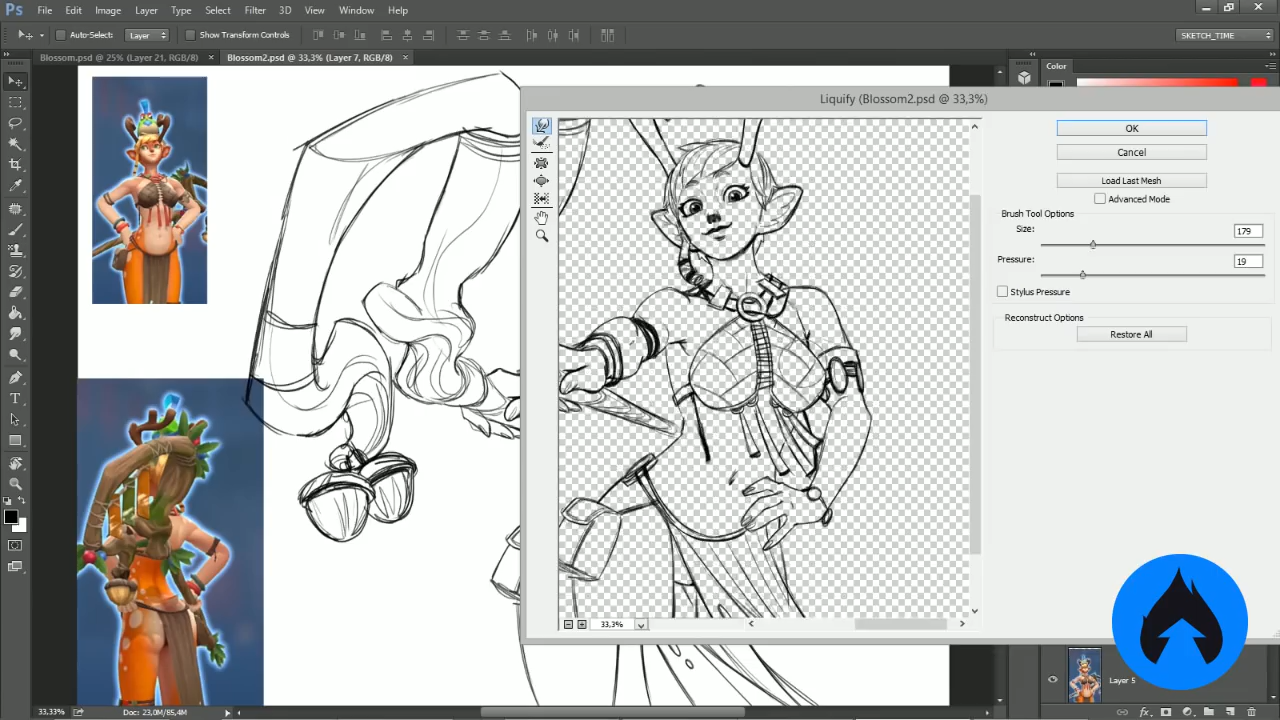 Ps File Edit Image Layer Type Select Filter 3D View Window Help
Auto-Select: Layer Show Transform Controls SKETCH_TIME
Blossom.psd @ 25% (Layer 21, RGB/8) × Blossom2.psd @ 33,3% (Layer 7, RGB/8) ×
Color
Liquify (Blossom2.psd @ 33,3%)
OK
Cancel
Load Last Mesh
Advanced Mode
Brush Tool Options
Size: 179
Pressure: 19
Stylus Pressure
Reconstruct Options
Restore All
33,3%
Layer 5
33,33% Doc: 23,0M/85,4M